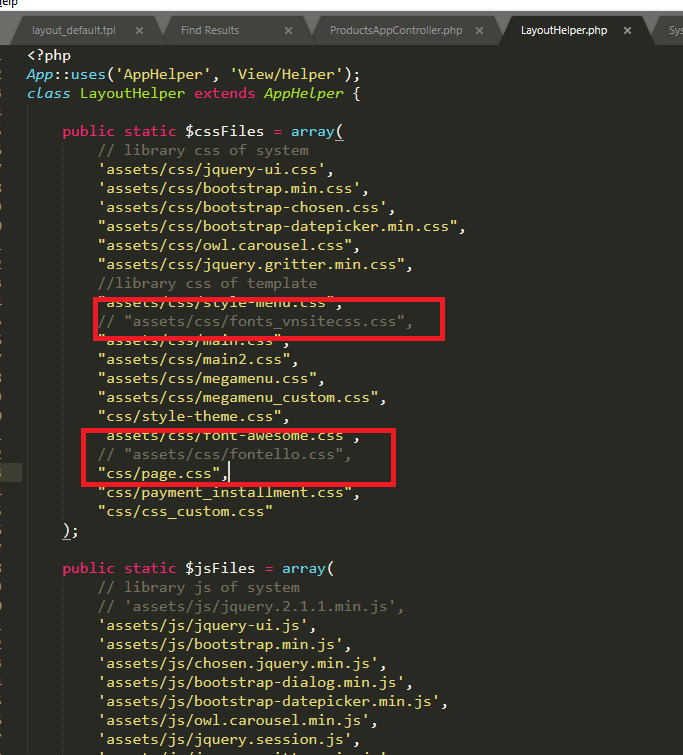 Help
layout_default.tpl × Find Results × ProductsAppController.php × LayoutHelper.php × Sys
<?php
App::uses('AppHelper', 'View/Helper');
class LayoutHelper extends AppHelper {
public static $cssFiles = array(
// library css of system
'assets/css/jquery-ui.css',
'assets/css/bootstrap.min.css',
'assets/css/bootstrap-chosen.css',
"assets/css/bootstrap-datepicker.min.css",
"assets/css/owl.carousel.css",
"assets/css/jquery.gritter.min.css",
//library css of template
"assets/css/style-menu.css",
// "assets/css/fonts_vnsitecss.css",
"assets/css/main.css",
"assets/css/main2.css",
"assets/css/megamenu.css",
"assets/css/megamenu_custom.css",
"css/style-theme.css",
"assets/css/font-awesome.css",
// "assets/css/fontello.css",
"css/page.css",
"css/payment_installment.css",
"css/css_custom.css"
);
public static $jsFiles = array(
// library js of system
// 'assets/js/jquery.2.1.1.min.js',
'assets/js/jquery-ui.js',
'assets/js/bootstrap.min.js',
'assets/js/chosen.jquery.min.js',
'assets/js/bootstrap-dialog.min.js',
'assets/js/bootstrap-datepicker.min.js',
'assets/js/owl.carousel.min.js',
'assets/js/jquery.session.js',